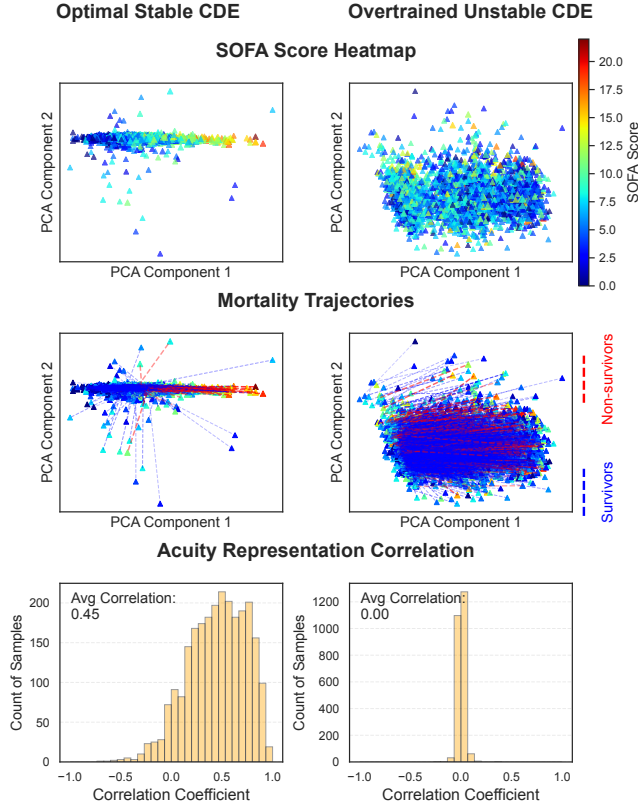 Optimal Stable CDE
Overtrained Unstable CDE
SOFA Score Heatmap
PCA Component 2
PCA Component 1
PCA Component 2
PCA Component 1
20.0
17.5
15.0
12.5
10.0
7.5
5.0
2.5
0.0
SOFA Score
Mortality Trajectories
PCA Component 2
PCA Component 1
PCA Component 2
PCA Component 1
Non-survivors
Survivors
Acuity Representation Correlation
Avg Correlation:
0.45
Count of Samples
200
150
100
50
0
−1.0 −0.5 0.0 0.5 1.0
Correlation Coefficient
Avg Correlation:
0.00
Count of Samples
1200
1000
800
600
400
200
0
−1.0 −0.5 0.0 0.5 1.0
Correlation Coefficient